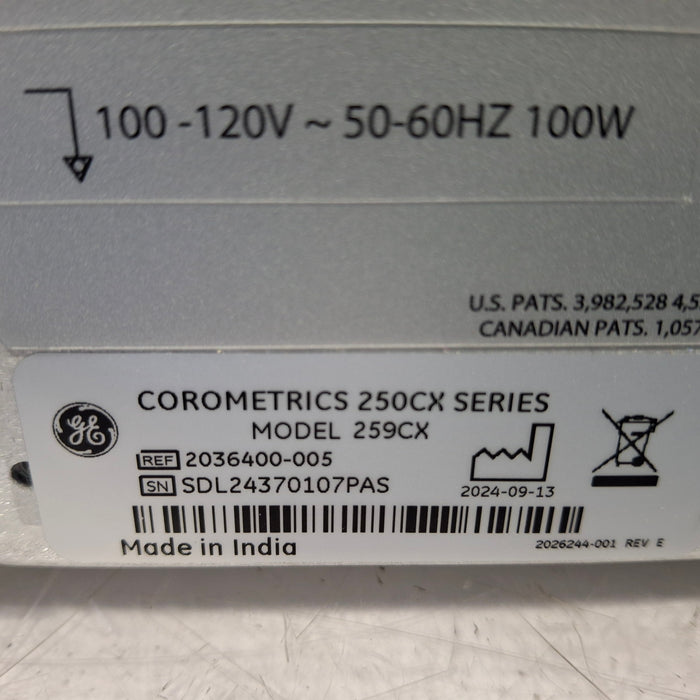 100 -120V ~ 50-60HZ 100W
U.S. PATS. 3,982,528 4,5
CANADIAN PATS. 1,057
COROMETRICS 250CX SERIES
MODEL 259CX
GE
REF 2036400-005
SN SDL24370107PAS
2024-09-13
Made in India
2026244-001 REV E